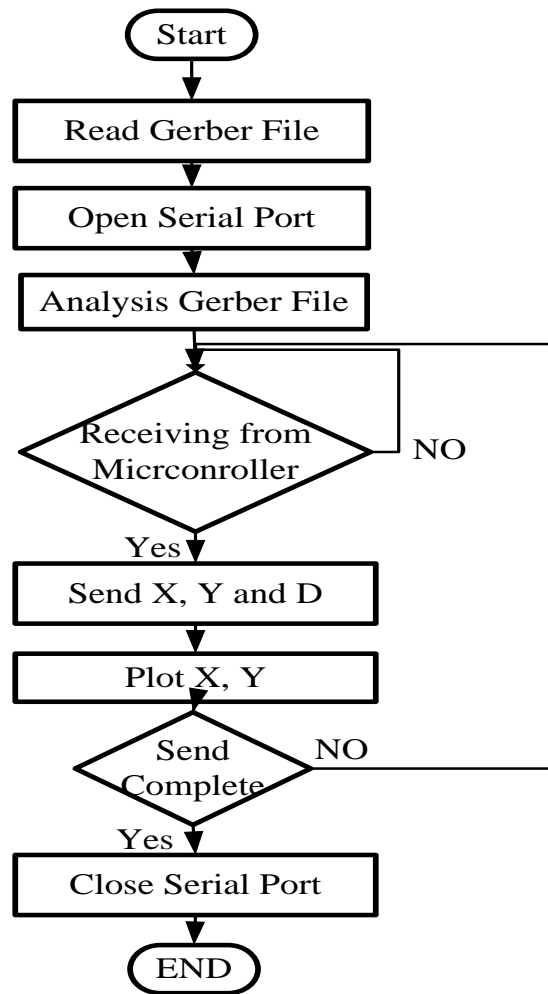 Start
Read Gerber File
Open Serial Port
Analysis Gerber File
Receiving from
Micrconroller
NO
Yes
Send X, Y and D
Plot X, Y
Send
Complete
NO
Yes
Close Serial Port
END